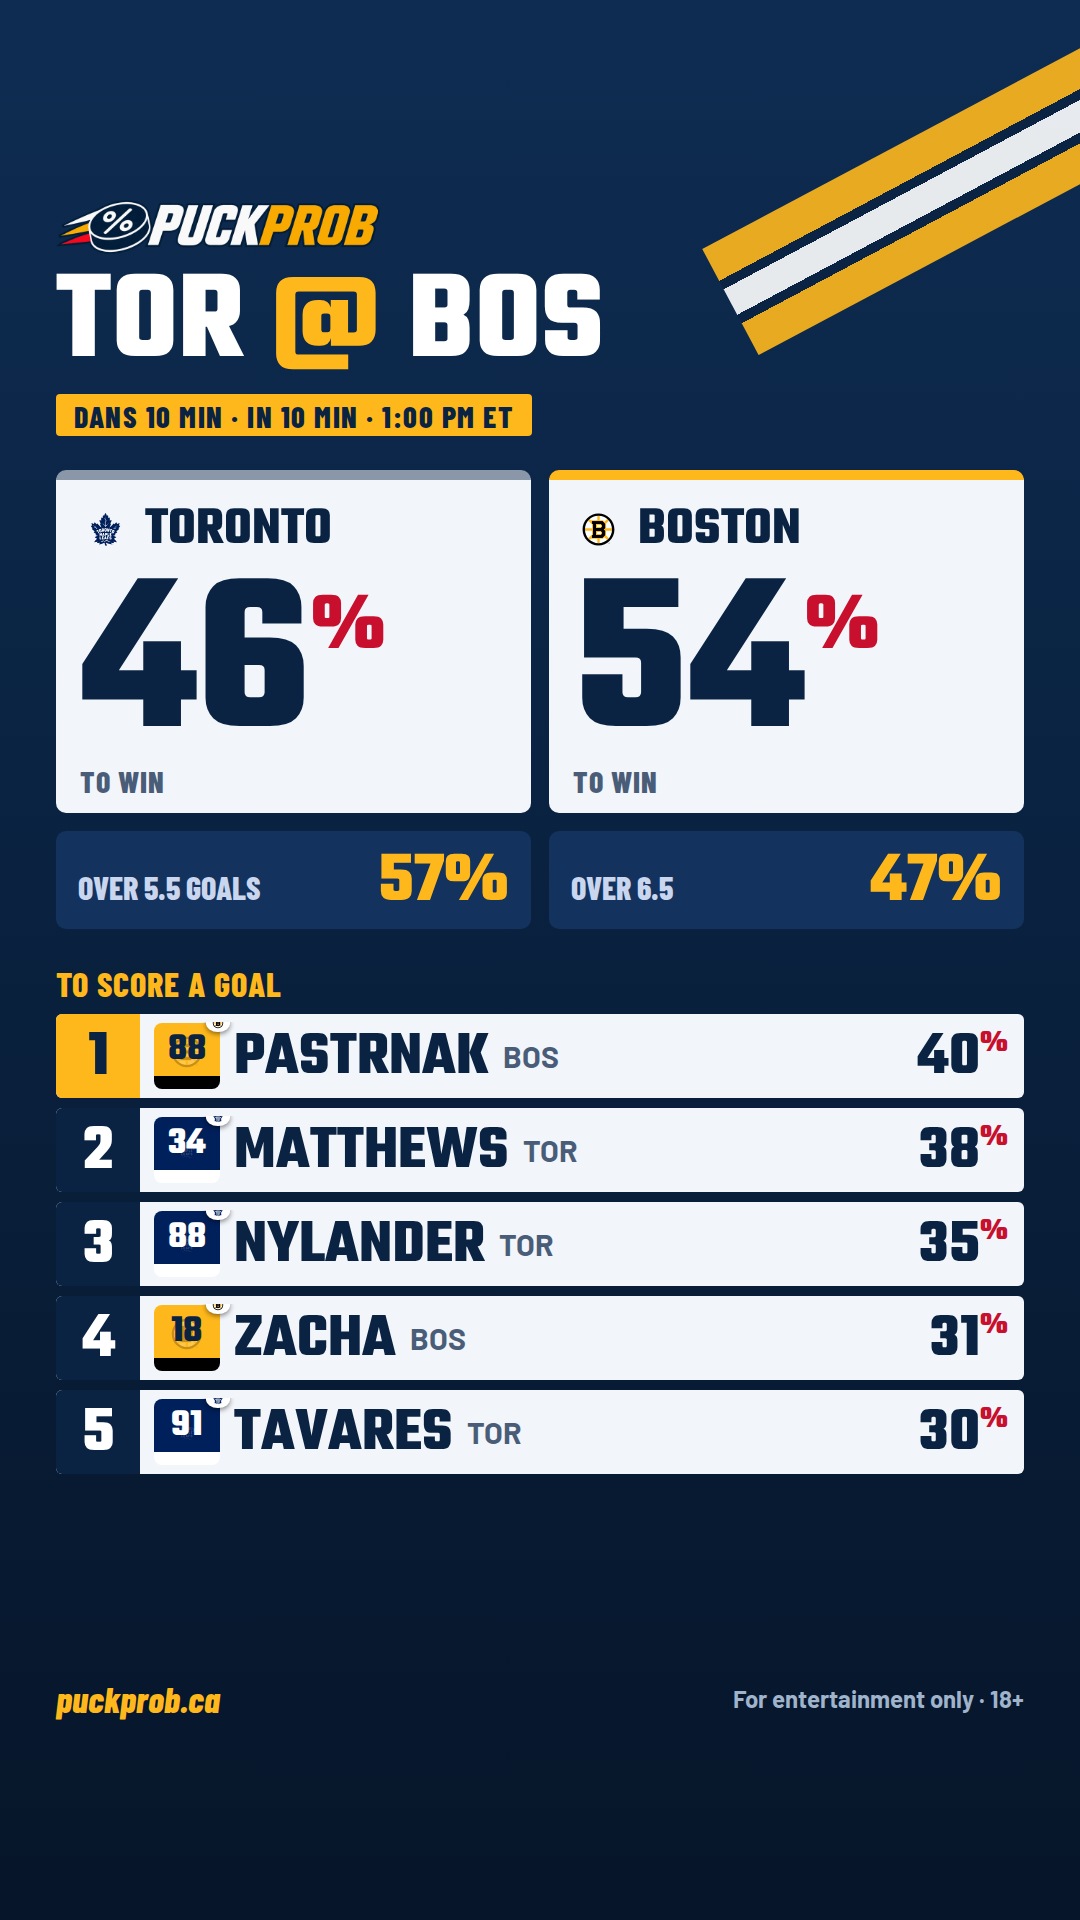 % PUCKPROB
TOR @ BOS
DANS 10 MIN · IN 10 MIN · 1:00 PM ET
TORONTO
46%
TO WIN
BOSTON
54%
TO WIN
OVER 5.5 GOALS 57%
OVER 6.5 47%
TO SCORE A GOAL
1 88 PASTRNAK BOS 40%
2 34 MATTHEWS TOR 38%
3 88 NYLANDER TOR 35%
4 18 ZACHA BOS 31%
5 91 TAVARES TOR 30%
puckprob.ca
For entertainment only · 18+